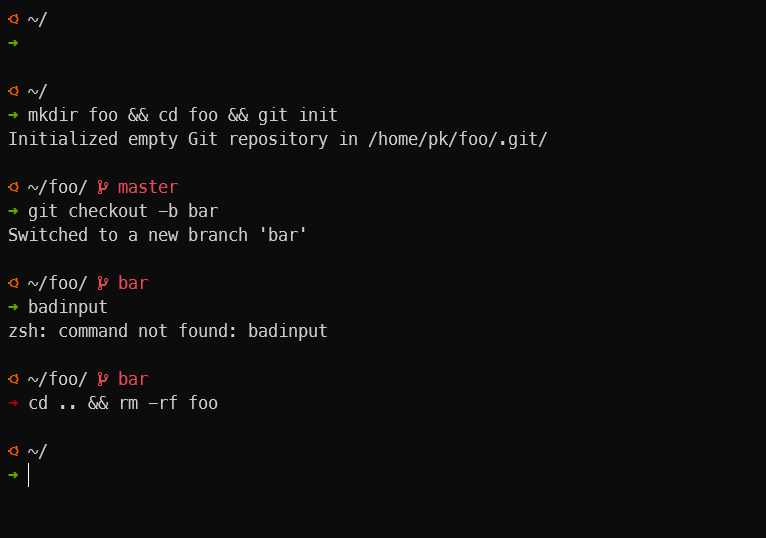 ~/
➜
~/
➜ mkdir foo && cd foo && git init
Initialized empty Git repository in /home/pk/foo/.git/
~/foo/ master
➜ git checkout -b bar
Switched to a new branch 'bar'
~/foo/ bar
➜ badinput
zsh: command not found: badinput
~/foo/ bar
➜ cd .. && rm -rf foo
~/
➜